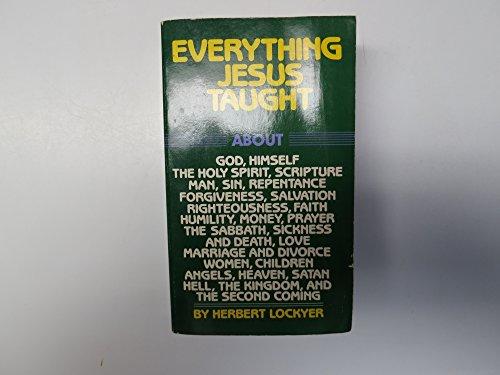 EVERYTHING
JESUS
TAUGHT
ABOUT
GOD, HIMSELF
THE HOLY SPIRIT, SCRIPTURE
MAN, SIN, REPENTANCE
FORGIVENESS, SALVATION
RIGHTEOUSNESS, FAITH
HUMILITY, MONEY, PRAYER
THE SABBATH, SICKNESS
AND DEATH, LOVE
MARRIAGE AND DIVORCE
WOMEN, CHILDREN
ANGELS, HEAVEN, SATAN
HELL, THE KINGDOM, AND
THE SECOND COMING
BY HERBERT LOCKYER